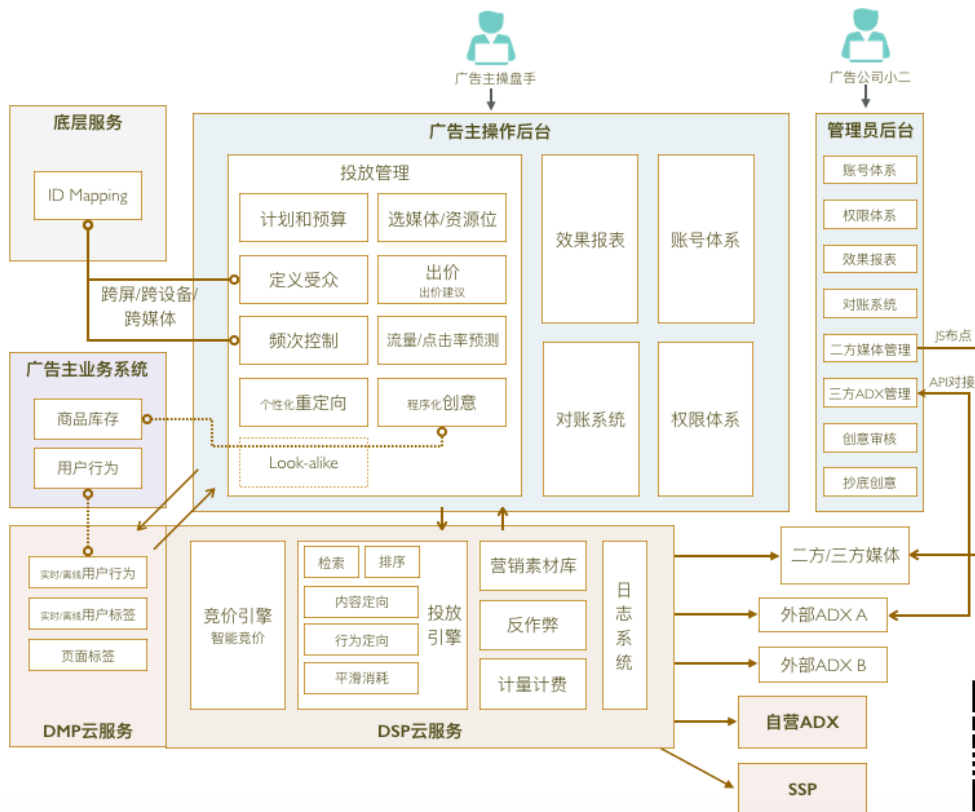 广告主操盘手
广告公司小二
底层服务
ID Mapping
跨屏/跨设备/
跨媒体
广告主业务系统
商品库存
用户行为
广告主操作后台
投放管理
计划和预算
选媒体/资源位
定义受众
出价
出价建议
频次控制
流量/点击率预测
个性化重定向
程序化创意
Look-alike
效果报表
账号体系
对账系统
权限体系
管理员后台
账号体系
权限体系
效果报表
对账系统
二方媒体管理
三方ADX管理
创意审核
抄底创意
JS布点
API对接
实时/离线用户行为
实时/离线用户标签
页面标签
DMP云服务
竞价引擎
智能竞价
检索
排序
内容定向
行为定向
平滑消耗
投放
引擎
营销素材库
反作弊
计量计费
日
志
系
统
DSP云服务
二方/三方媒体
外部ADX A
外部ADX B
自营ADX
SSP